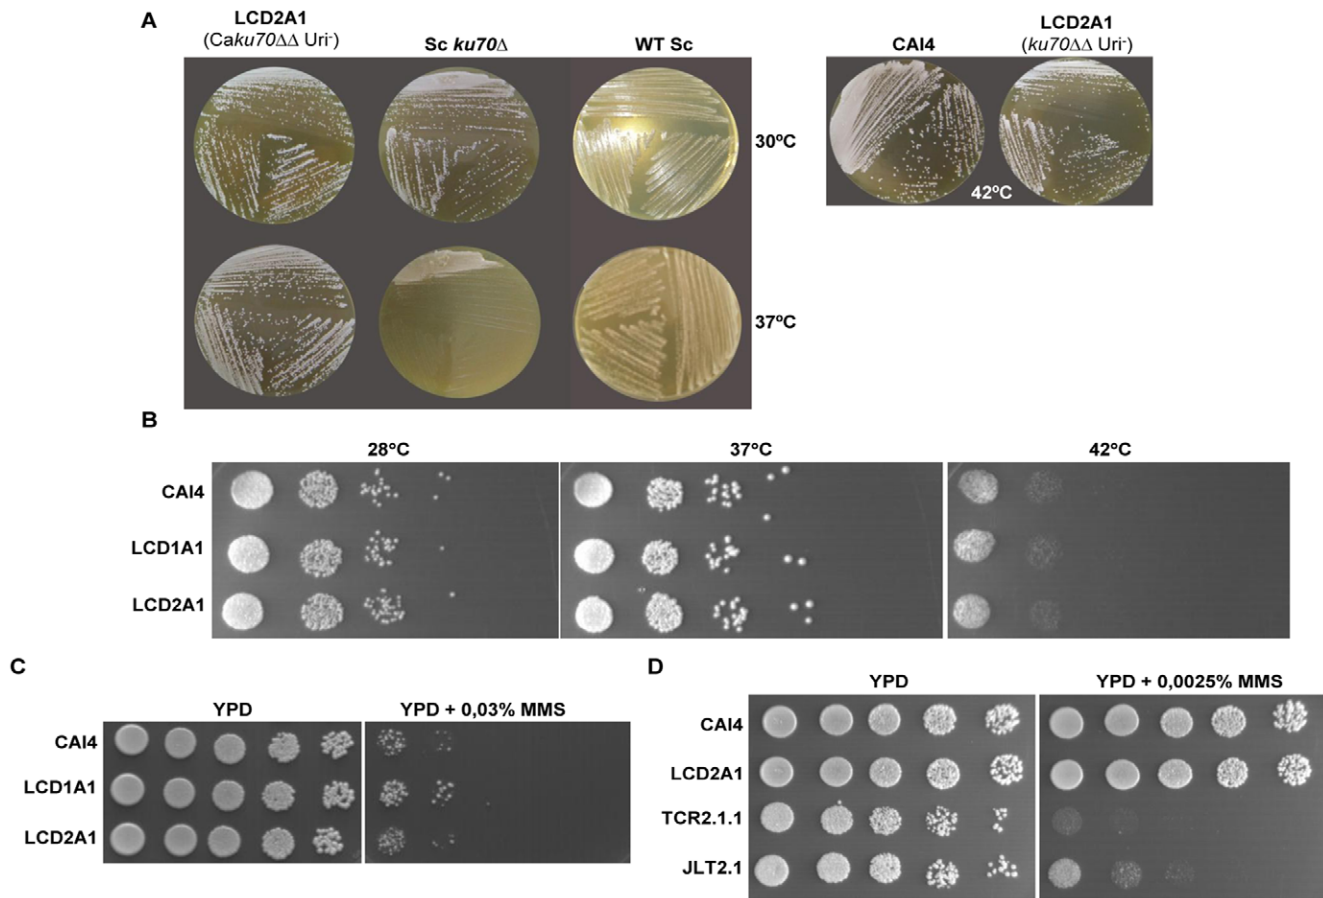 A
LCD2A1
(Caku70ΔΔ Uri-)
Sc ku70Δ
WT Sc
30ºC
37ºC
CAI4
LCD2A1
(ku70ΔΔ Uri-)
42ºC
B
28ºC
37ºC
42ºC
CAI4
LCD1A1
LCD2A1
C
YPD
YPD + 0,03% MMS
CAI4
LCD1A1
LCD2A1
D
YPD
YPD + 0,0025% MMS
CAI4
LCD2A1
TCR2.1.1
JLT2.1